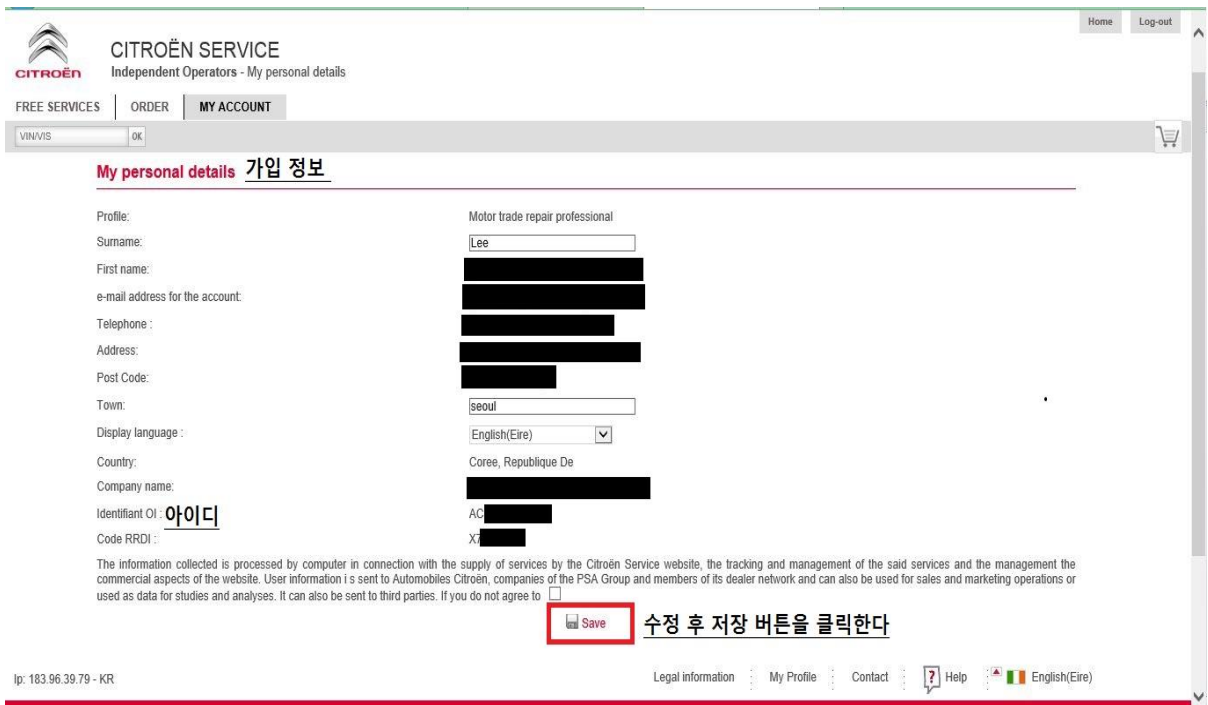 Home Log-out
CITROËN SERVICE
CITROËN
Independent Operators - My personal details
FREE SERVICES ORDER MY ACCOUNT
VIN/VIS OK
My personal details 가입 정보
Profile: Motor trade repair professional
Surname: Lee
First name:
e-mail address for the account:
Telephone :
Address:
Post Code:
Town: seoul
Display language : English(Eire)
Country: Coree, Republique De
Company name:
Identifiant OI : 아이디 AC
Code RRDI : X7
The information collected is processed by computer in connection with the supply of services by the Citroën Service website, the tracking and management of the said services and the management the
commercial aspects of the website. User information i s sent to Automobiles Citroën, companies of the PSA Group and members of its dealer network and can also be used for sales and marketing operations or
used as data for studies and analyses. It can also be sent to third parties. If you do not agree to
Save 수정 후 저장 버튼을 클릭한다
Ip: 183.96.39.79 - KR Legal information My Profile Contact ? Help English(Eire)